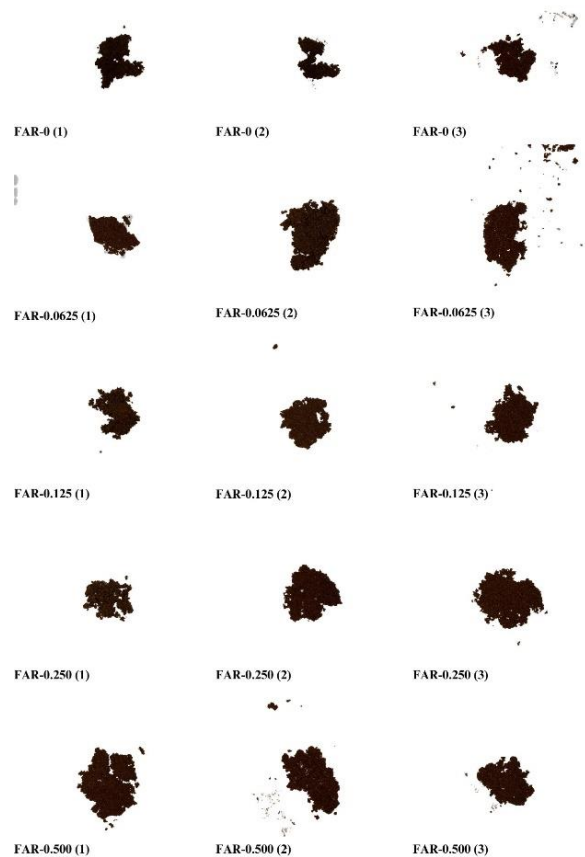 FAR-0 (1) FAR-0 (2) FAR-0 (3)
FAR-0.0625 (1) FAR-0.0625 (2) FAR-0.0625 (3)
FAR-0.125 (1) FAR-0.125 (2) FAR-0.125 (3)
FAR-0.250 (1) FAR-0.250 (2) FAR-0.250 (3)
FAR-0.500 (1) FAR-0.500 (2) FAR-0.500 (3)